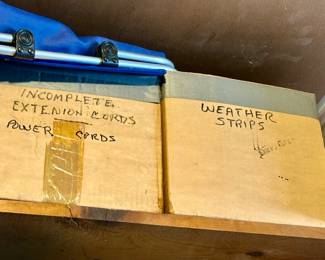 INCOMPLETE
EXTENION CORDS
POWER CORDS
WEATHER
STRIPS